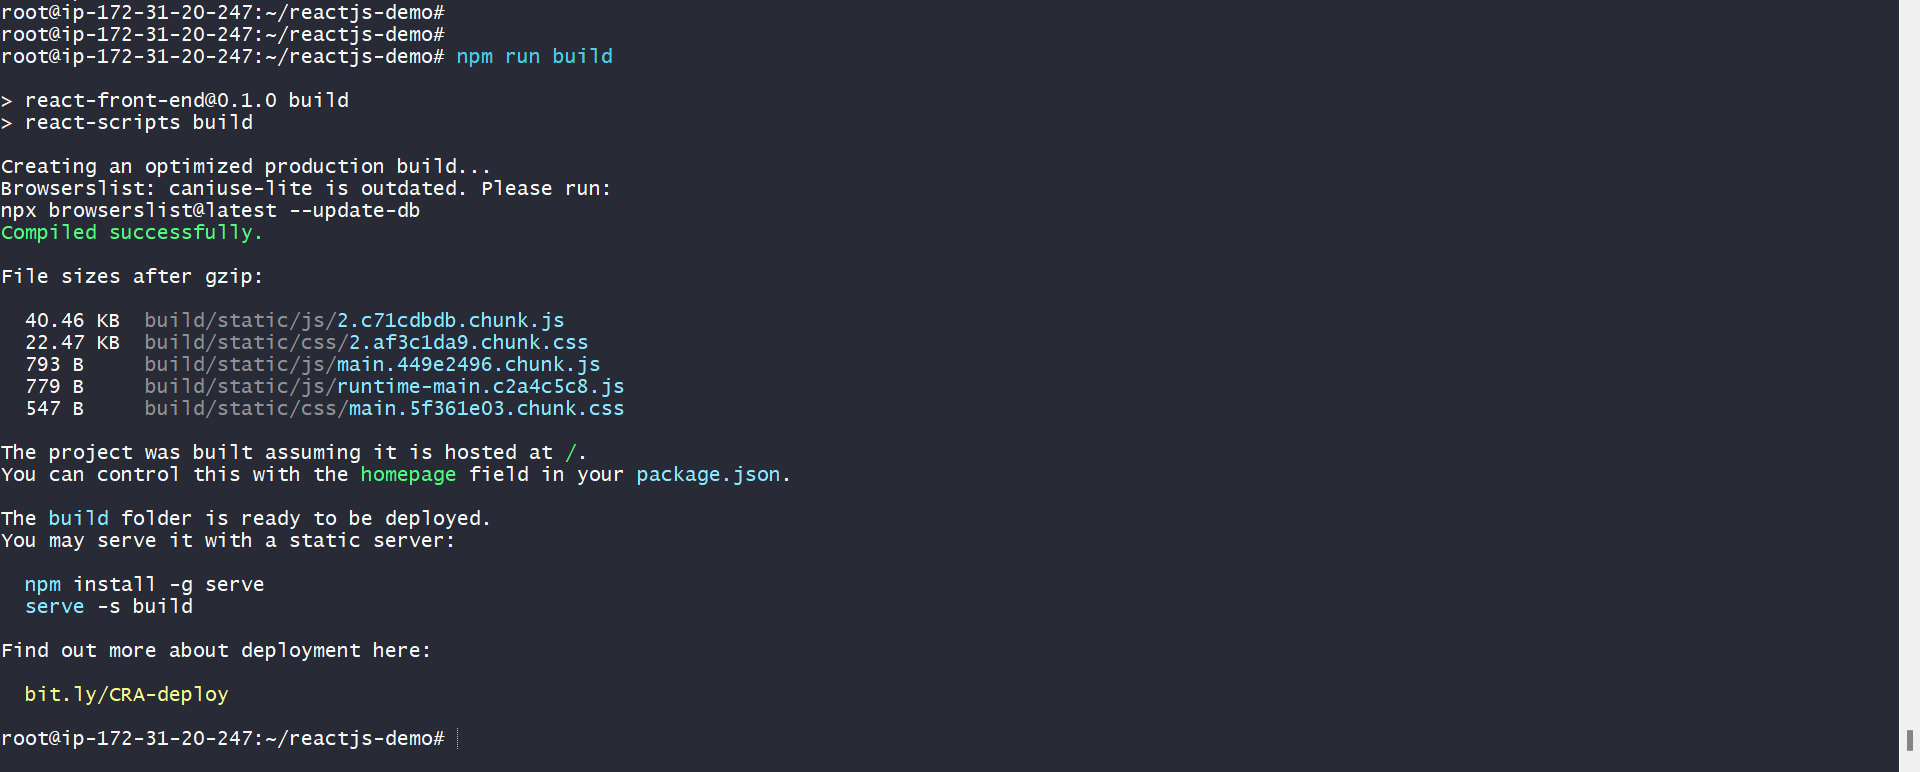 root@ip-172-31-20-247:~/reactjs-demo#
root@ip-172-31-20-247:~/reactjs-demo#
root@ip-172-31-20-247:~/reactjs-demo# npm run build
> react-front-end@0.1.0 build
> react-scripts build
Creating an optimized production build...
Browserslist: caniuse-lite is outdated. Please run:
npx browserslist@latest --update-db
Compiled successfully.
File sizes after gzip:
40.46 KB  build/static/js/2.c71cdbdb.chunk.js
22.47 KB  build/static/css/2.af3c1da9.chunk.css
793 B     build/static/js/main.449e2496.chunk.js
779 B     build/static/js/runtime-main.c2a4c5c8.js
547 B     build/static/css/main.5f361e03.chunk.css
The project was built assuming it is hosted at /.
You can control this with the homepage field in your package.json.
The build folder is ready to be deployed.
You may serve it with a static server:
npm install -g serve
serve -s build
Find out more about deployment here:
bit.ly/CRA-deploy
root@ip-172-31-20-247:~/reactjs-demo#